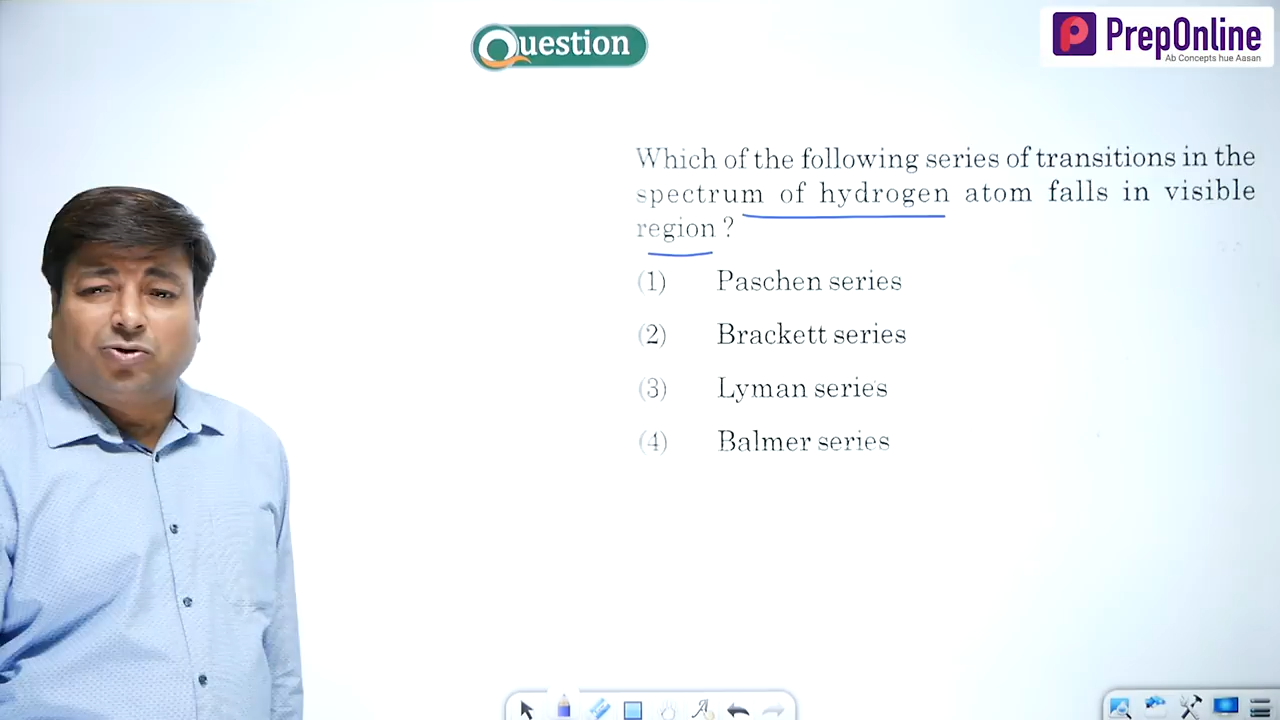 Question
PrepOnline
Ab Concepts hue Aasan
Which of the following series of transitions in the
spectrum of hydrogen atom falls in visible
region ?
(1) Paschen series
(2) Brackett series
(3) Lyman series
(4) Balmer series